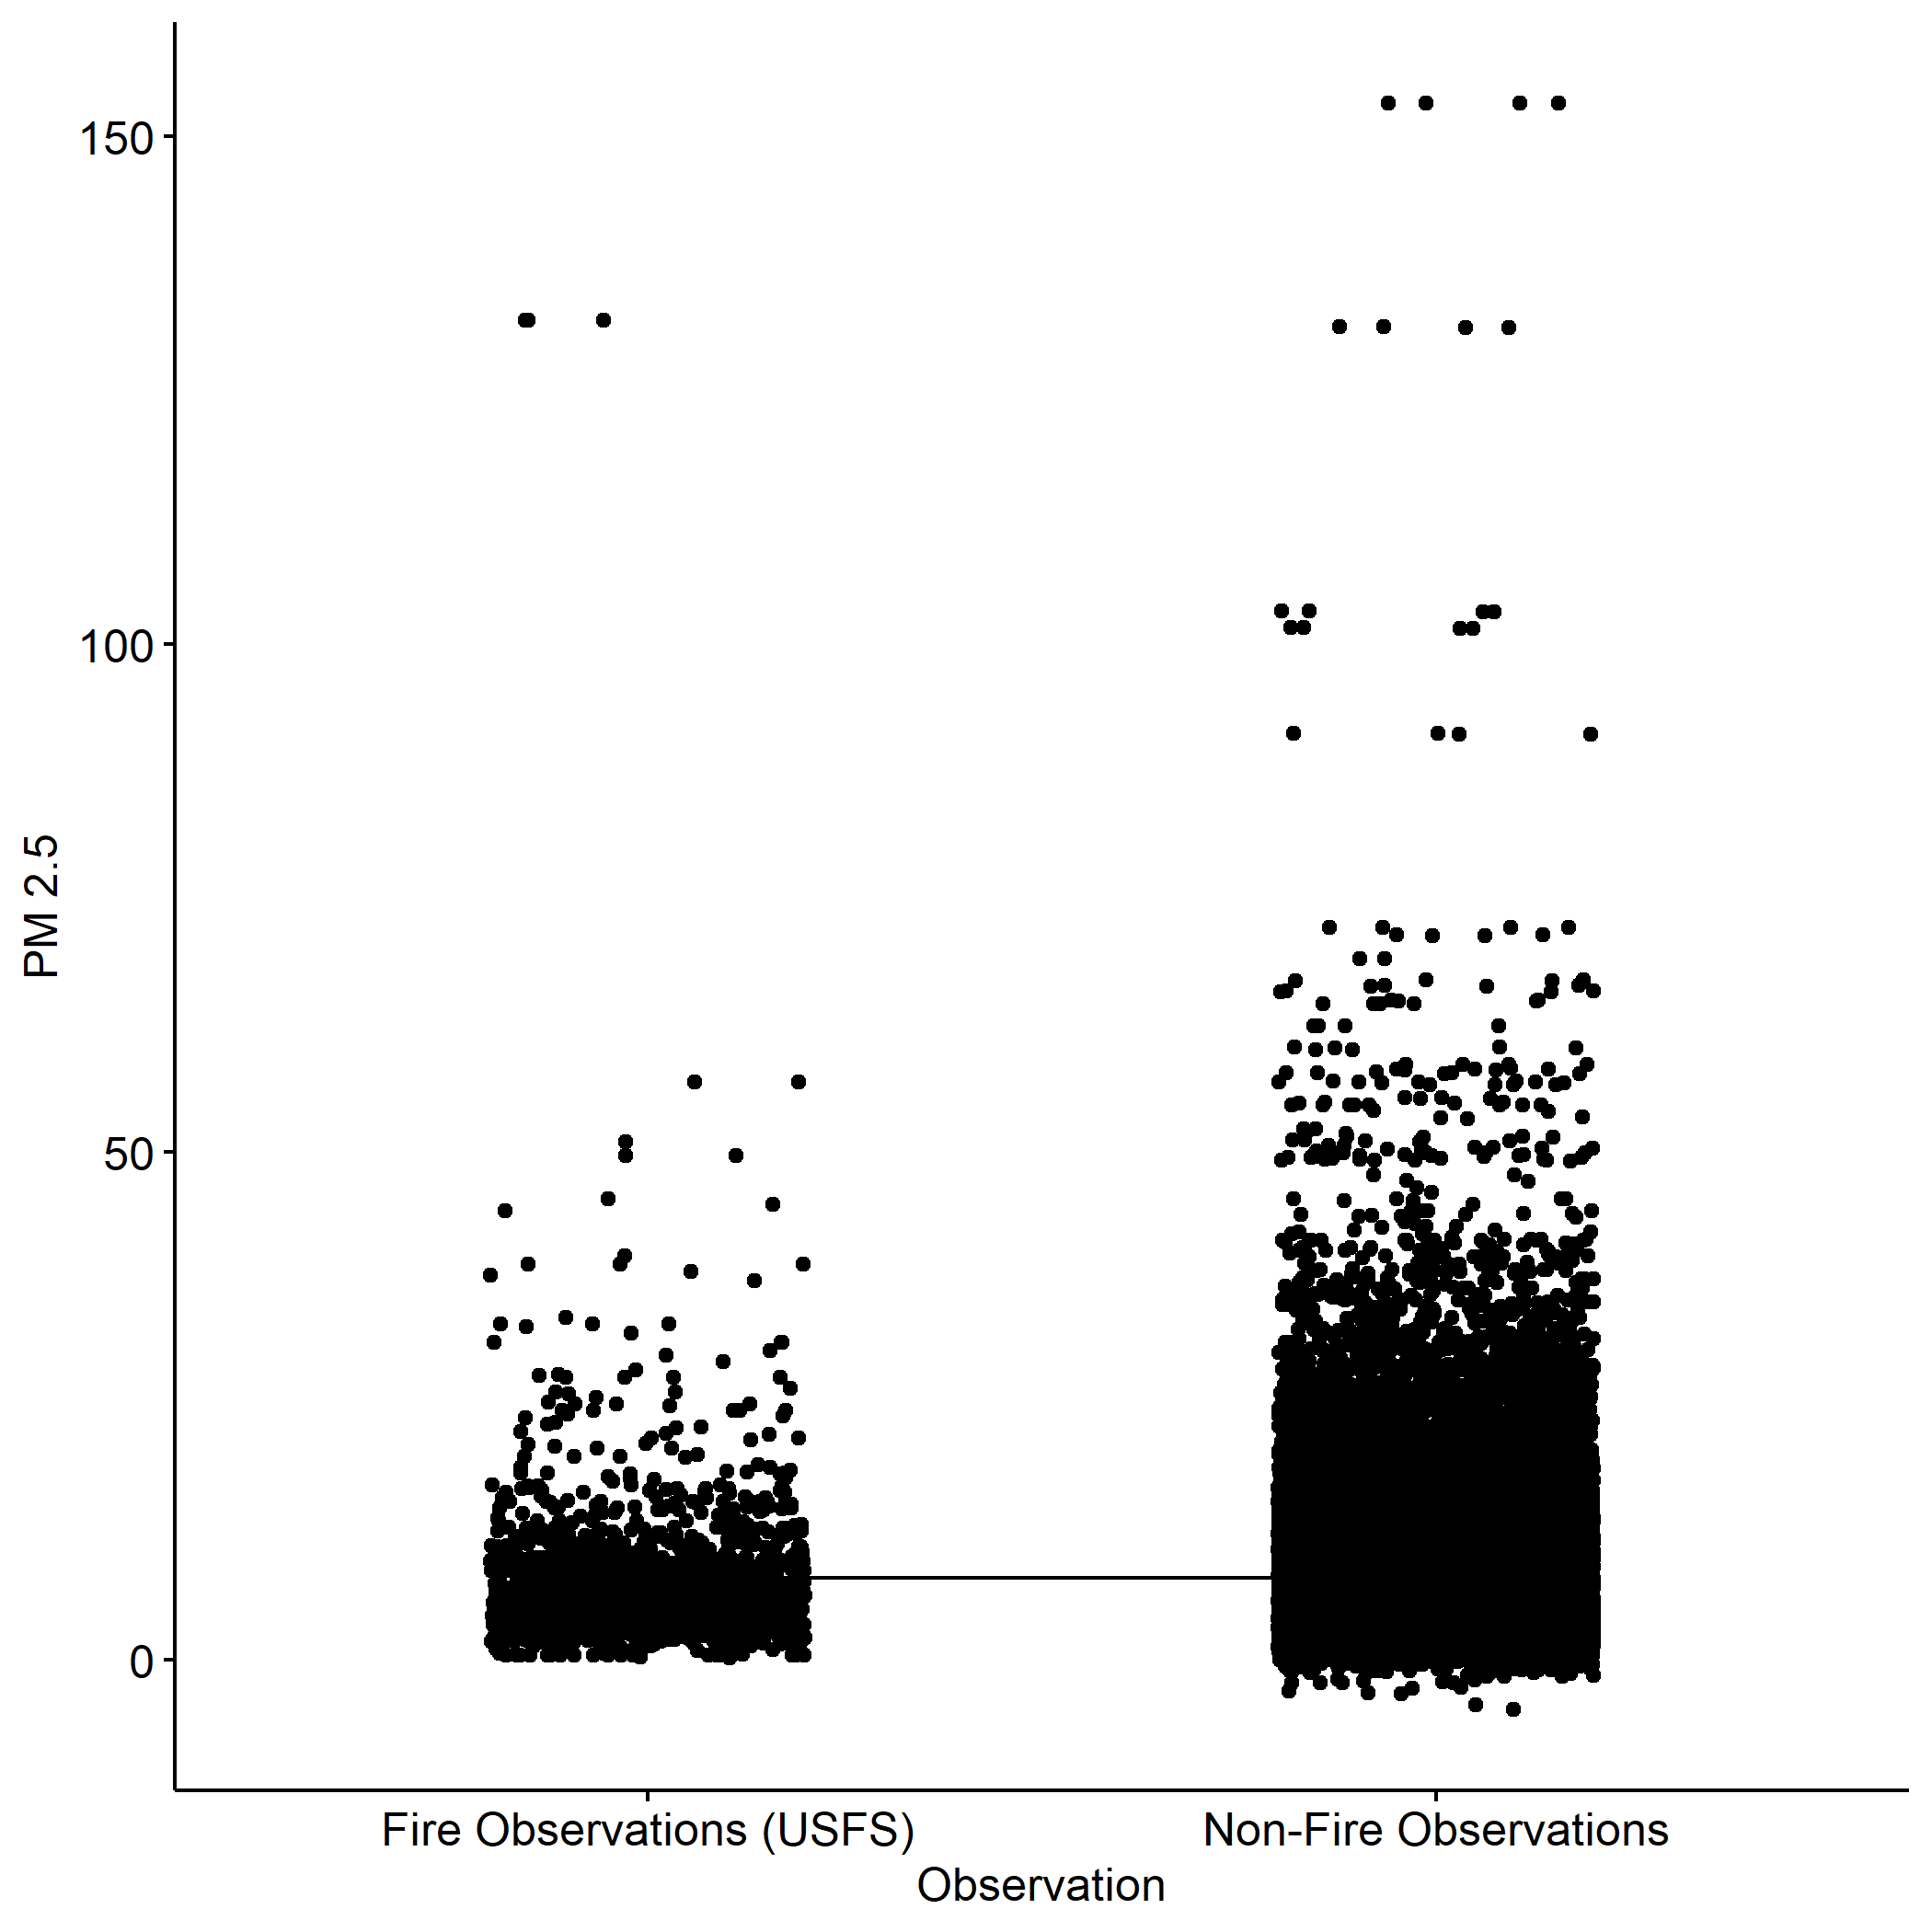 PM 2.5
150
100
50
0
Fire Observations (USFS)
Non-Fire Observations
Observation